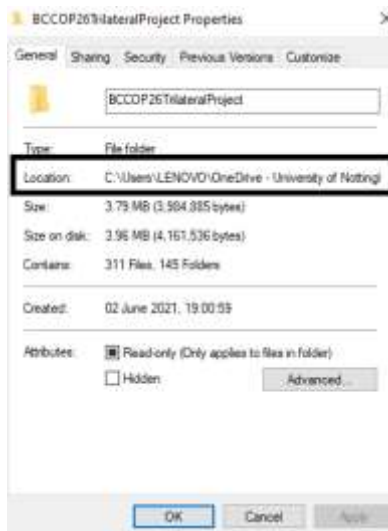 BCCOP26TrilateralProject Properties
General Sharing Security Previous Versions Customize
BCCOP26TrilateralProject
Type: File folder
Location: C:\Users\LENOVO\OneDrive - University of Nottingl
Size: 3.79 MB (3,984,885 bytes)
Size on disk: 3.96 MB (4,161,536 bytes)
Contains: 311 Files, 145 Folders
Created: 02 June 2021, 19:00:59
Attributes: Read-only (Only applies to files in folder)
Hidden Advanced...
OK Cancel Apply